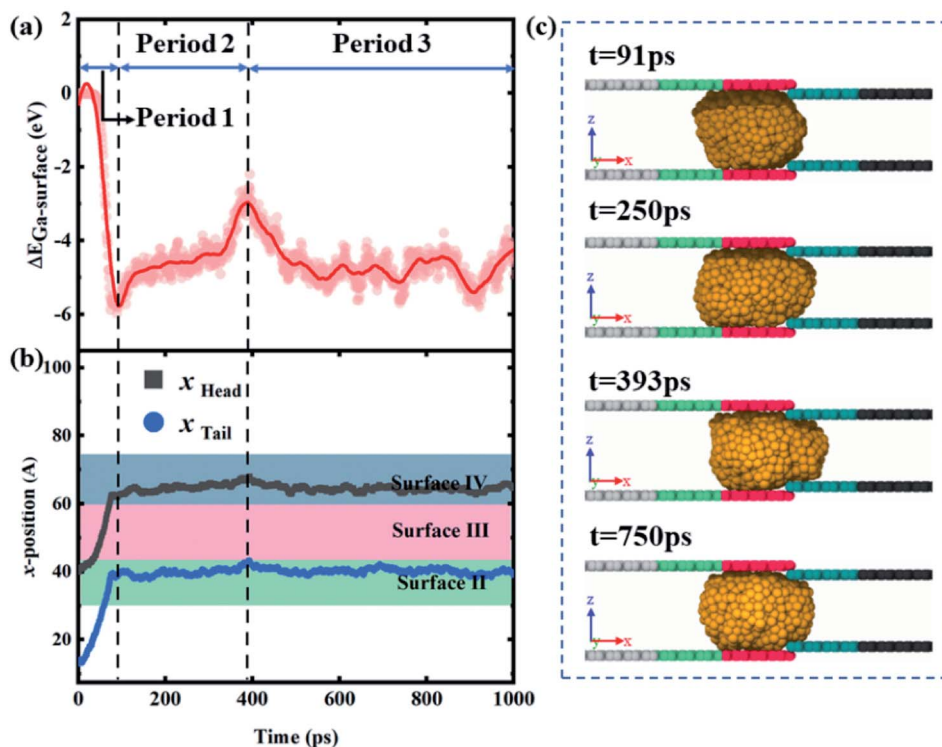 (a)
2
0
-2
-4
-6
ΔE Ga-surface (eV)
Period 2
Period 3
Period 1
(b)
100
80
60
40
20
x-position (A)
x Head
x Tail
Surface IV
Surface III
Surface II
0
200
400
600
800
1000
Time (ps)
(c)
t=91ps
z
y
x
t=250ps
z
y
x
t=393ps
z
y
x
t=750ps
z
y
x